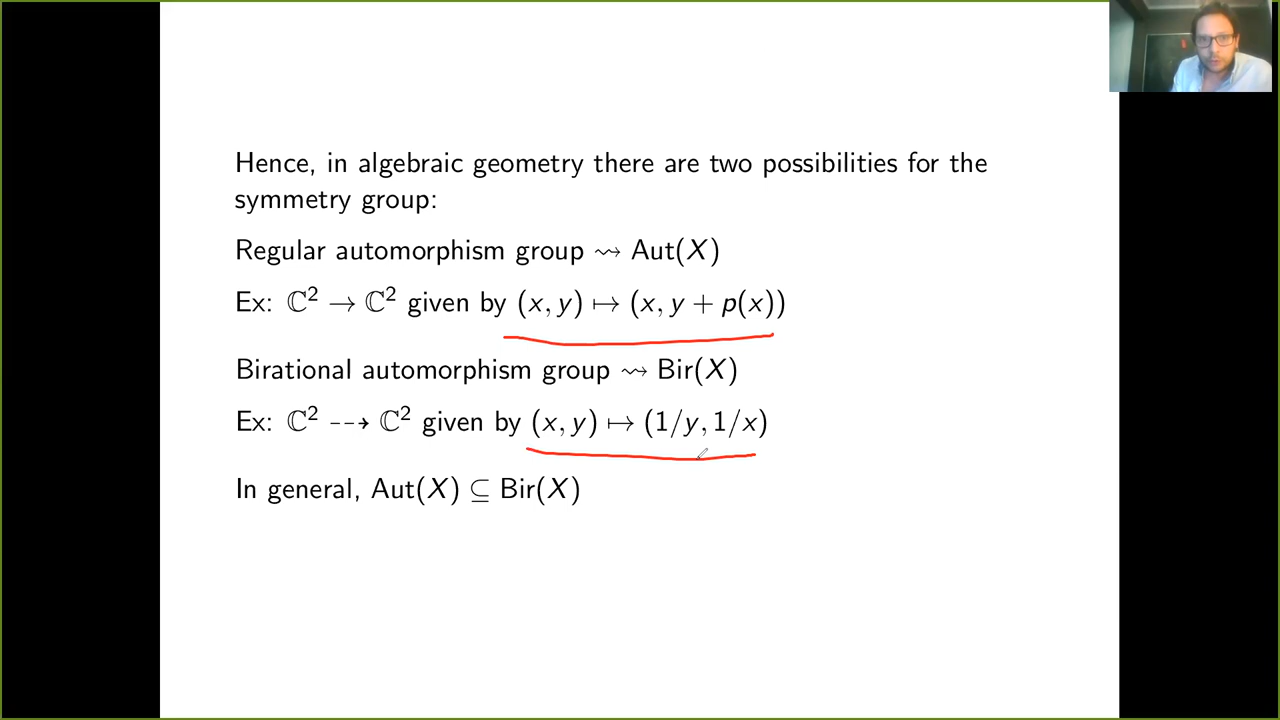 Hence, in algebraic geometry there are two possibilities for the
symmetry group:
Regular automorphism group ⇝ Aut(X)
Ex: ℂ² → ℂ² given by (x, y) ↦ (x, y + p(x))
Birational automorphism group ⇝ Bir(X)
Ex: ℂ² ⇢ ℂ² given by (x, y) ↦ (1/y, 1/x)
In general, Aut(X) ⊆ Bir(X)